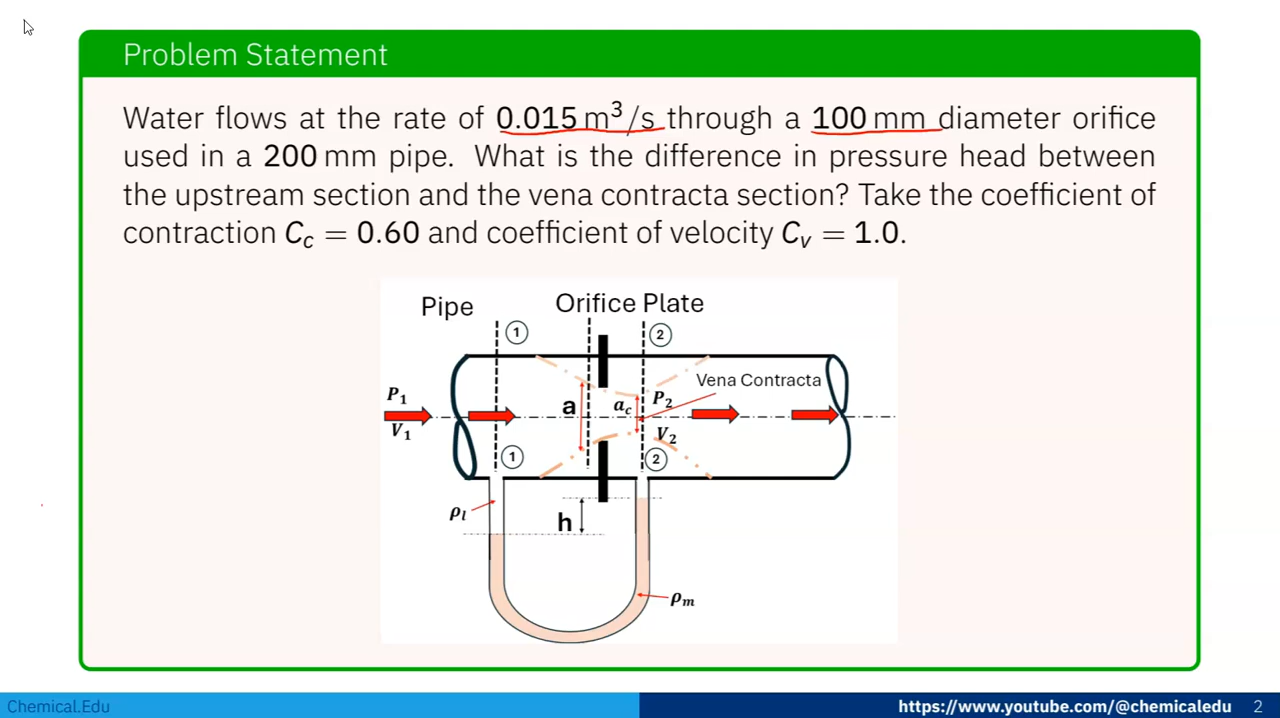 Problem Statement
Water flows at the rate of 0.015 m³/s through a 100 mm diameter orifice
used in a 200 mm pipe. What is the difference in pressure head between
the upstream section and the vena contracta section? Take the coefficient of
contraction Cc = 0.60 and coefficient of velocity Cv = 1.0.
Pipe
Orifice Plate
1
2
Vena Contracta
P1
a
ac
P2
V1
V2
1
2
ρl
h
ρm
Chemical.Edu
https://www.youtube.com/@chemicaledu
2